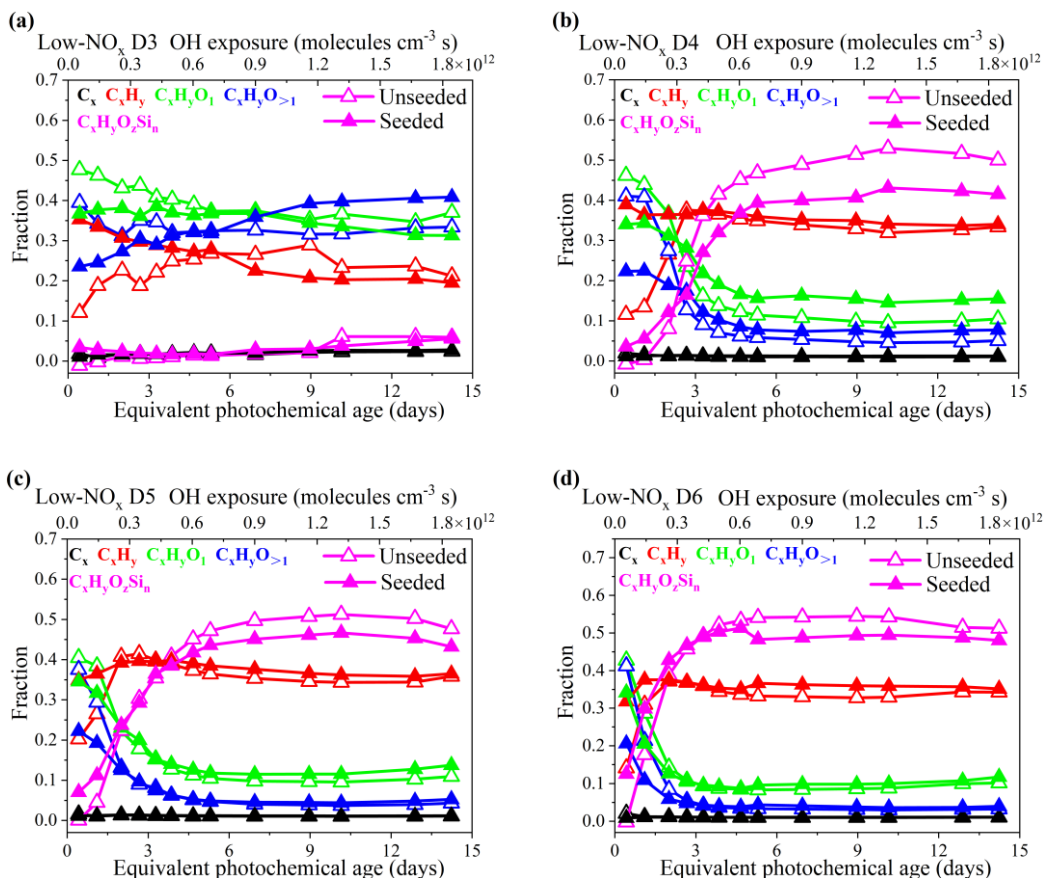 (a)
Low-NOx D3 OH exposure (molecules cm-3 s)
0.0 0.3 0.6 0.9 1.2 1.5 1.8×10^12
Cx CxHy CxHyO1 CxHyO>1 Unseeded
CxHyOzSin Seeded
0.7
0.6
0.5
0.4
0.3
0.2
0.1
0.0
Fraction
0 3 6 9 12 15
Equivalent photochemical age (days)
(b)
Low-NOx D4 OH exposure (molecules cm-3 s)
0.0 0.3 0.6 0.9 1.2 1.5 1.8×10^12
Cx CxHy CxHyO1 CxHyO>1 Unseeded
CxHyOzSin Seeded
0.7
0.6
0.5
0.4
0.3
0.2
0.1
0.0
Fraction
0 3 6 9 12 15
Equivalent photochemical age (days)
(c)
Low-NOx D5 OH exposure (molecules cm-3 s)
0.0 0.3 0.6 0.9 1.2 1.5 1.8×10^12
Cx CxHy CxHyO1 CxHyO>1 Unseeded
CxHyOzSin Seeded
0.7
0.6
0.5
0.4
0.3
0.2
0.1
0.0
Fraction
0 3 6 9 12 15
Equivalent photochemical age (days)
(d)
Low-NOx D6 OH exposure (molecules cm-3 s)
0.0 0.3 0.6 0.9 1.2 1.5 1.8×10^12
Cx CxHy CxHyO1 CxHyO>1 Unseeded
CxHyOzSin Seeded
0.7
0.6
0.5
0.4
0.3
0.2
0.1
0.0
Fraction
0 3 6 9 12 15
Equivalent photochemical age (days)